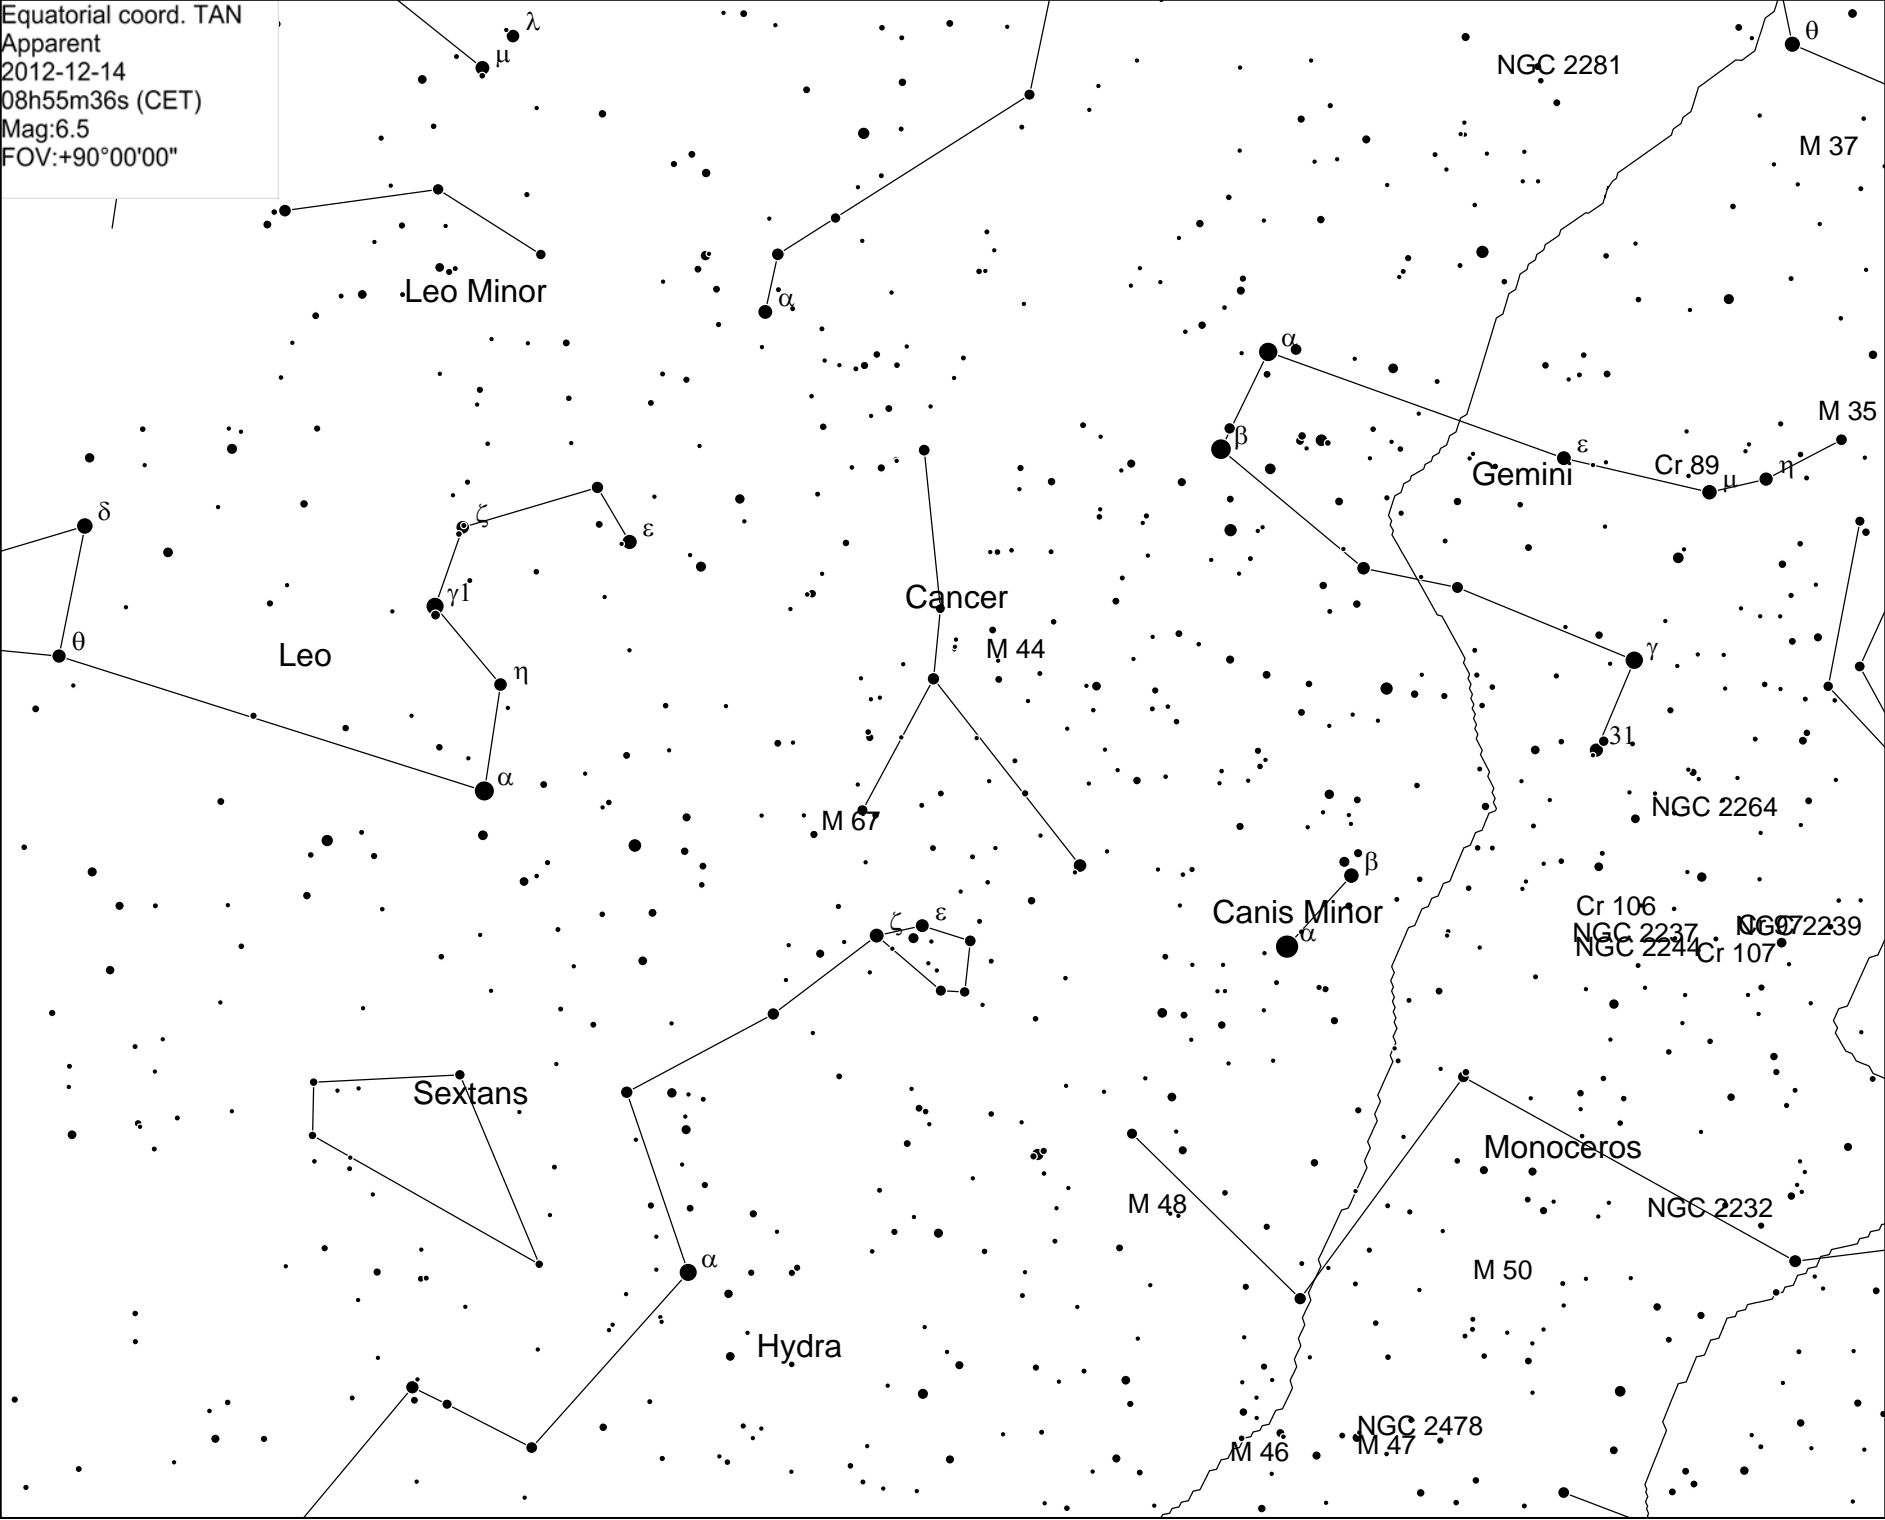 Equatorial coord. TAN
Apparent
2012-12-14
08h55m36s (CET)
Mag:6.5
FOV:+90°00'00"
λ
μ
θ
NGC 2281
M 37
Leo Minor
α
α
M 35
β
ε
Cr 89
η
Gemini
μ
δ
ζ
ε
γ1
Cancer
θ
M 44
Leo
γ
η
31
α
NGC 2264
M 67
β
Cr 106
ε
Canis Minor
ζ
NGC 2237
Cr 97
NGC 2239
α
NGC 2244
Cr 107
Sextans
Monoceros
M 48
NGC 2232
α
M 50
Hydra
NGC 2478
M 46
M 47